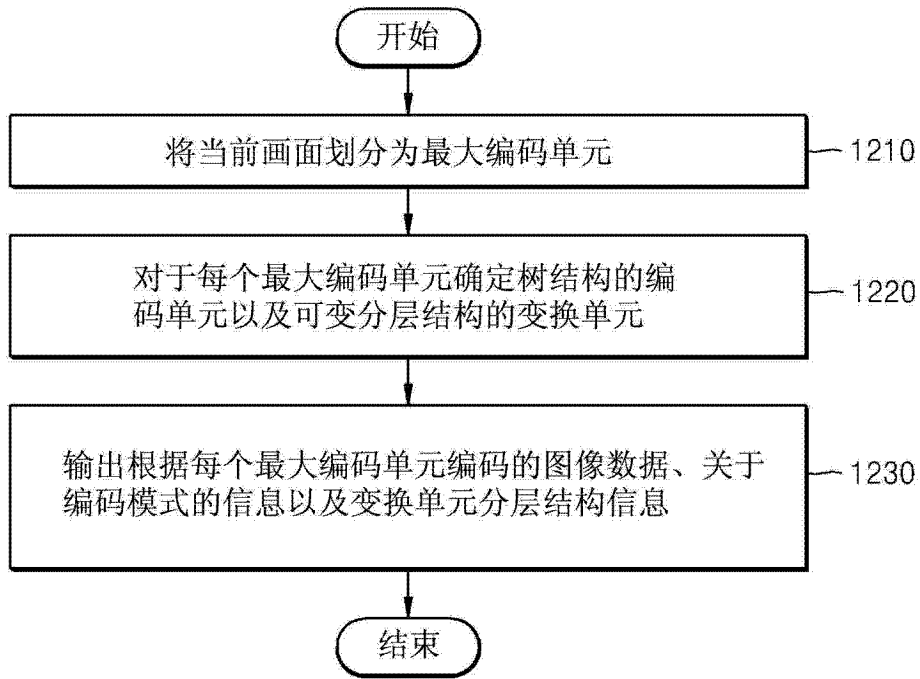 开始
将当前画面划分为最大编码单元
1210
对于每个最大编码单元确定树结构的编
码单元以及可变分层结构的变换单元
1220
输出根据每个最大编码单元编码的图像数据、关于
编码模式的信息以及变换单元分层结构信息
1230
结束